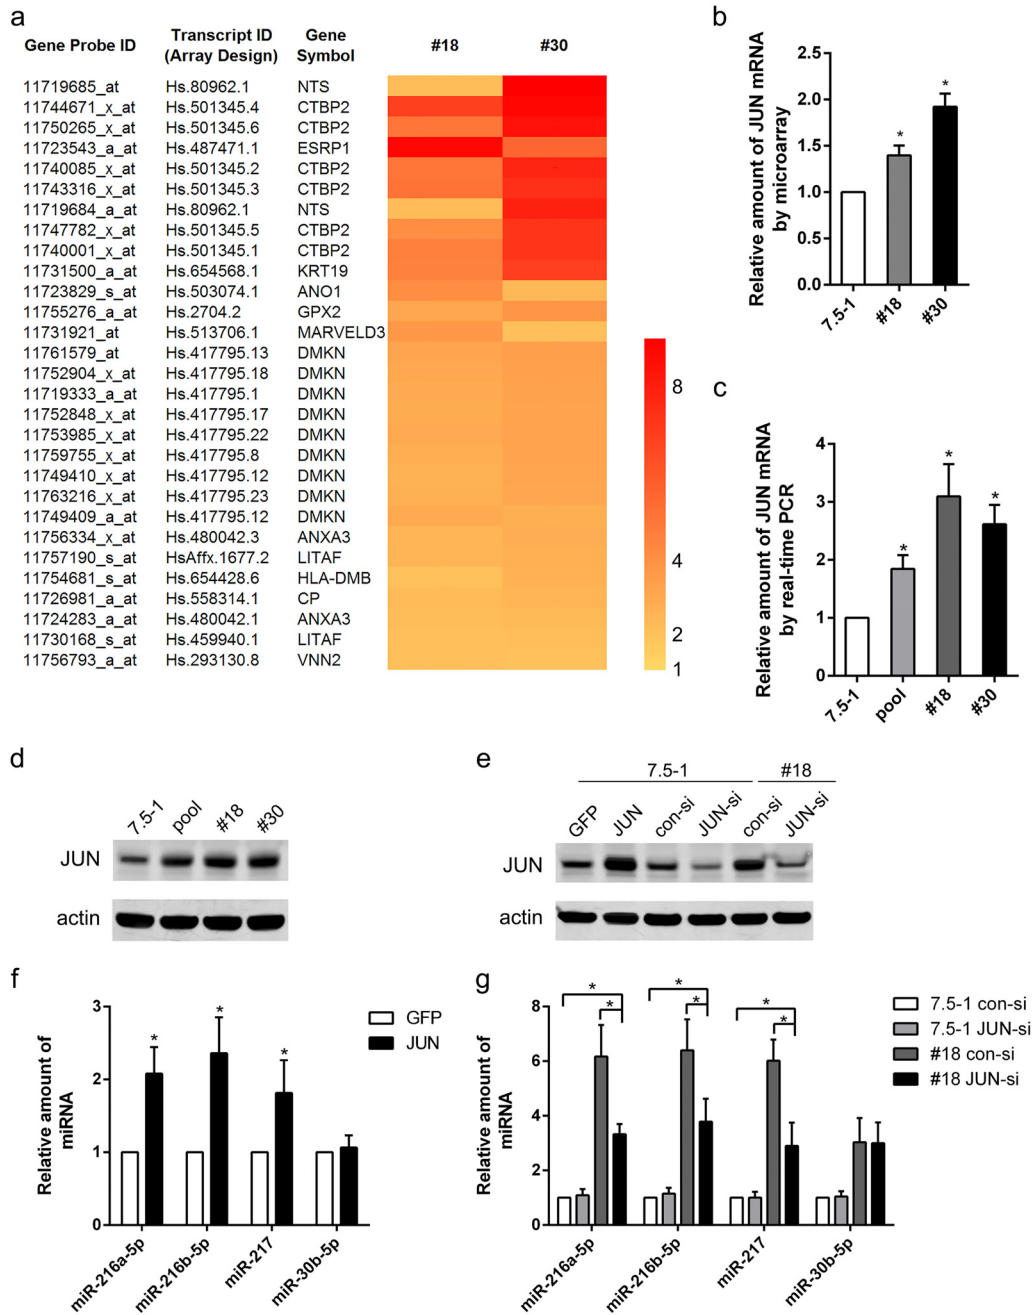 a
Gene Probe ID Transcript ID (Array Design) Gene Symbol #18 #30
11719685_at Hs.80962.1 NTS
11744671_x_at Hs.501345.4 CTBP2
11750265_x_at Hs.501345.6 CTBP2
11723543_a_at Hs.487471.1 ESRP1
11740085_x_at Hs.501345.2 CTBP2
11743316_x_at Hs.501345.3 CTBP2
11719684_a_at Hs.80962.1 NTS
11747782_x_at Hs.501345.5 CTBP2
11740001_x_at Hs.501345.1 CTBP2
11731500_a_at Hs.654568.1 KRT19
11723829_s_at Hs.503074.1 ANO1
11755276_a_at Hs.2704.2 GPX2
11731921_at Hs.513706.1 MARVELD3
11761579_at Hs.417795.13 DMKN
11752904_x_at Hs.417795.18 DMKN
11719333_a_at Hs.417795.1 DMKN
11752848_x_at Hs.417795.17 DMKN
11753985_x_at Hs.417795.22 DMKN
11759755_x_at Hs.417795.8 DMKN
11749410_x_at Hs.417795.12 DMKN
11763216_x_at Hs.417795.23 DMKN
11749409_a_at Hs.417795.12 DMKN
11756334_x_at Hs.480042.3 ANXA3
11757190_s_at HsAffx.1677.2 LITAF
11754681_s_at Hs.654428.6 HLA-DMB
11726981_a_at Hs.558314.1 CP
11724283_a_at Hs.480042.1 ANXA3
11730168_s_at Hs.459940.1 LITAF
11756793_a_at Hs.293130.8 VNN2
8
4
2
1
b
Relative amount of JUN mRNA
by microarray
2.5
2.0
1.5
1.0
0.5
0.0
* *
7.5-1 #18 #30
c
Relative amount of JUN mRNA
by real-time PCR
4
3
2
1
0
* * *
7.5-1 pool #18 #30
d
7.5-1 pool #18 #30
JUN
actin
e
7.5-1 #18
GFP JUN con-si JUN-si con-si JUN-si
JUN
actin
f
Relative amount of
miRNA
3
2
1
0
* * *
GFP
JUN
miR-216a-5p miR-216b-5p miR-217 miR-30b-5p
g
Relative amount of
miRNA
8
6
4
2
0
* * *
* * *
7.5-1 con-si
7.5-1 JUN-si
#18 con-si
#18 JUN-si
miR-216a-5p miR-216b-5p miR-217 miR-30b-5p